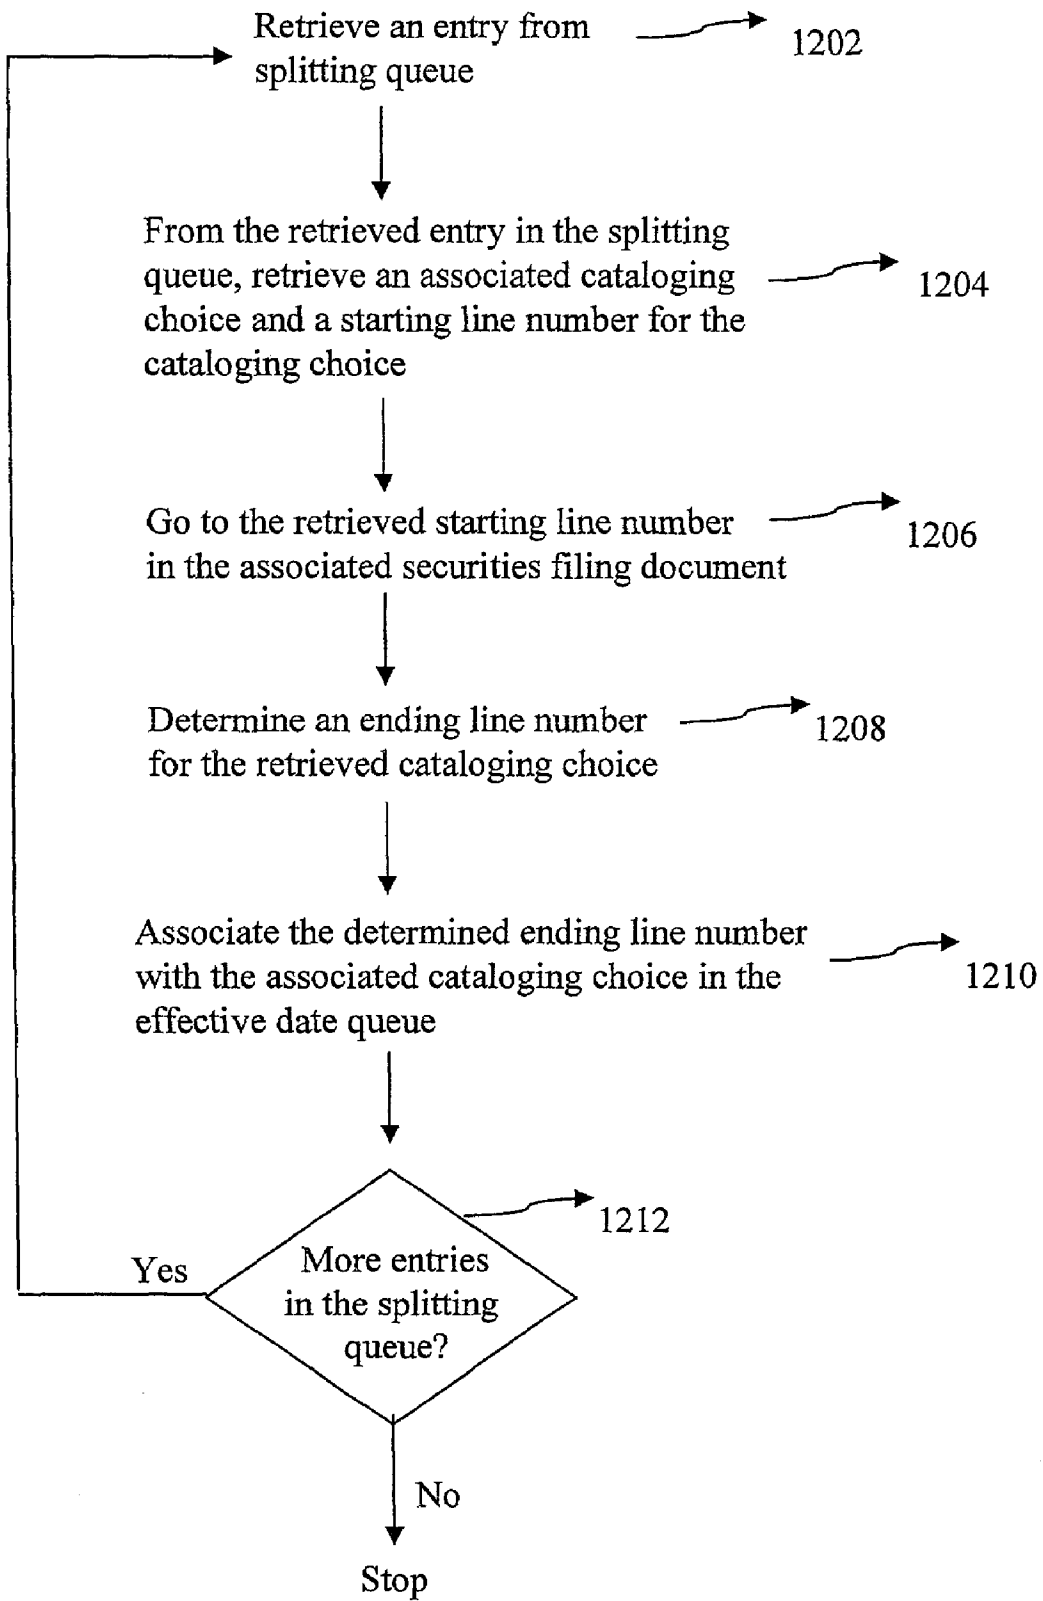 Retrieve an entry from
splitting queue
1202
From the retrieved entry in the splitting
queue, retrieve an associated cataloging
choice and a starting line number for the
cataloging choice
1204
Go to the retrieved starting line number
in the associated securities filing document
1206
Determine an ending line number
for the retrieved cataloging choice
1208
Associate the determined ending line number
with the associated cataloging choice in the
effective date queue
1210
1212
More entries
in the splitting
queue?
Yes
No
Stop